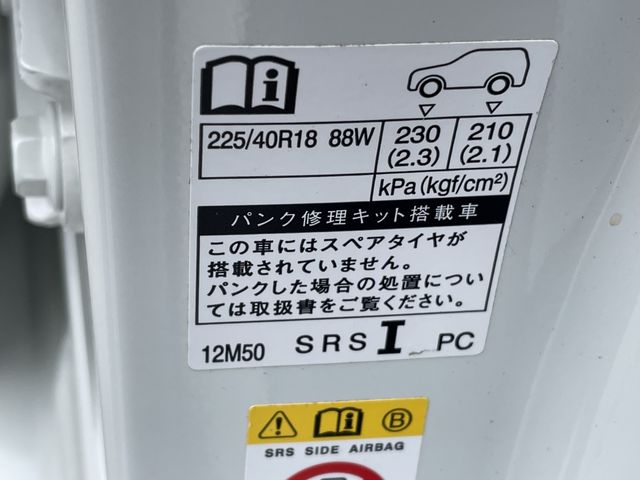 225/40R18 88W 230 210
(2.3) (2.1)
kPa(kgf/cm²)
パンク修理キット搭載車
この車にはスペアタイヤが
搭載されていません。
パンクした場合の処置につい
ては取扱書をご覧ください。
12M50 SRS I PC
B
SRS SIDE AIRBAG